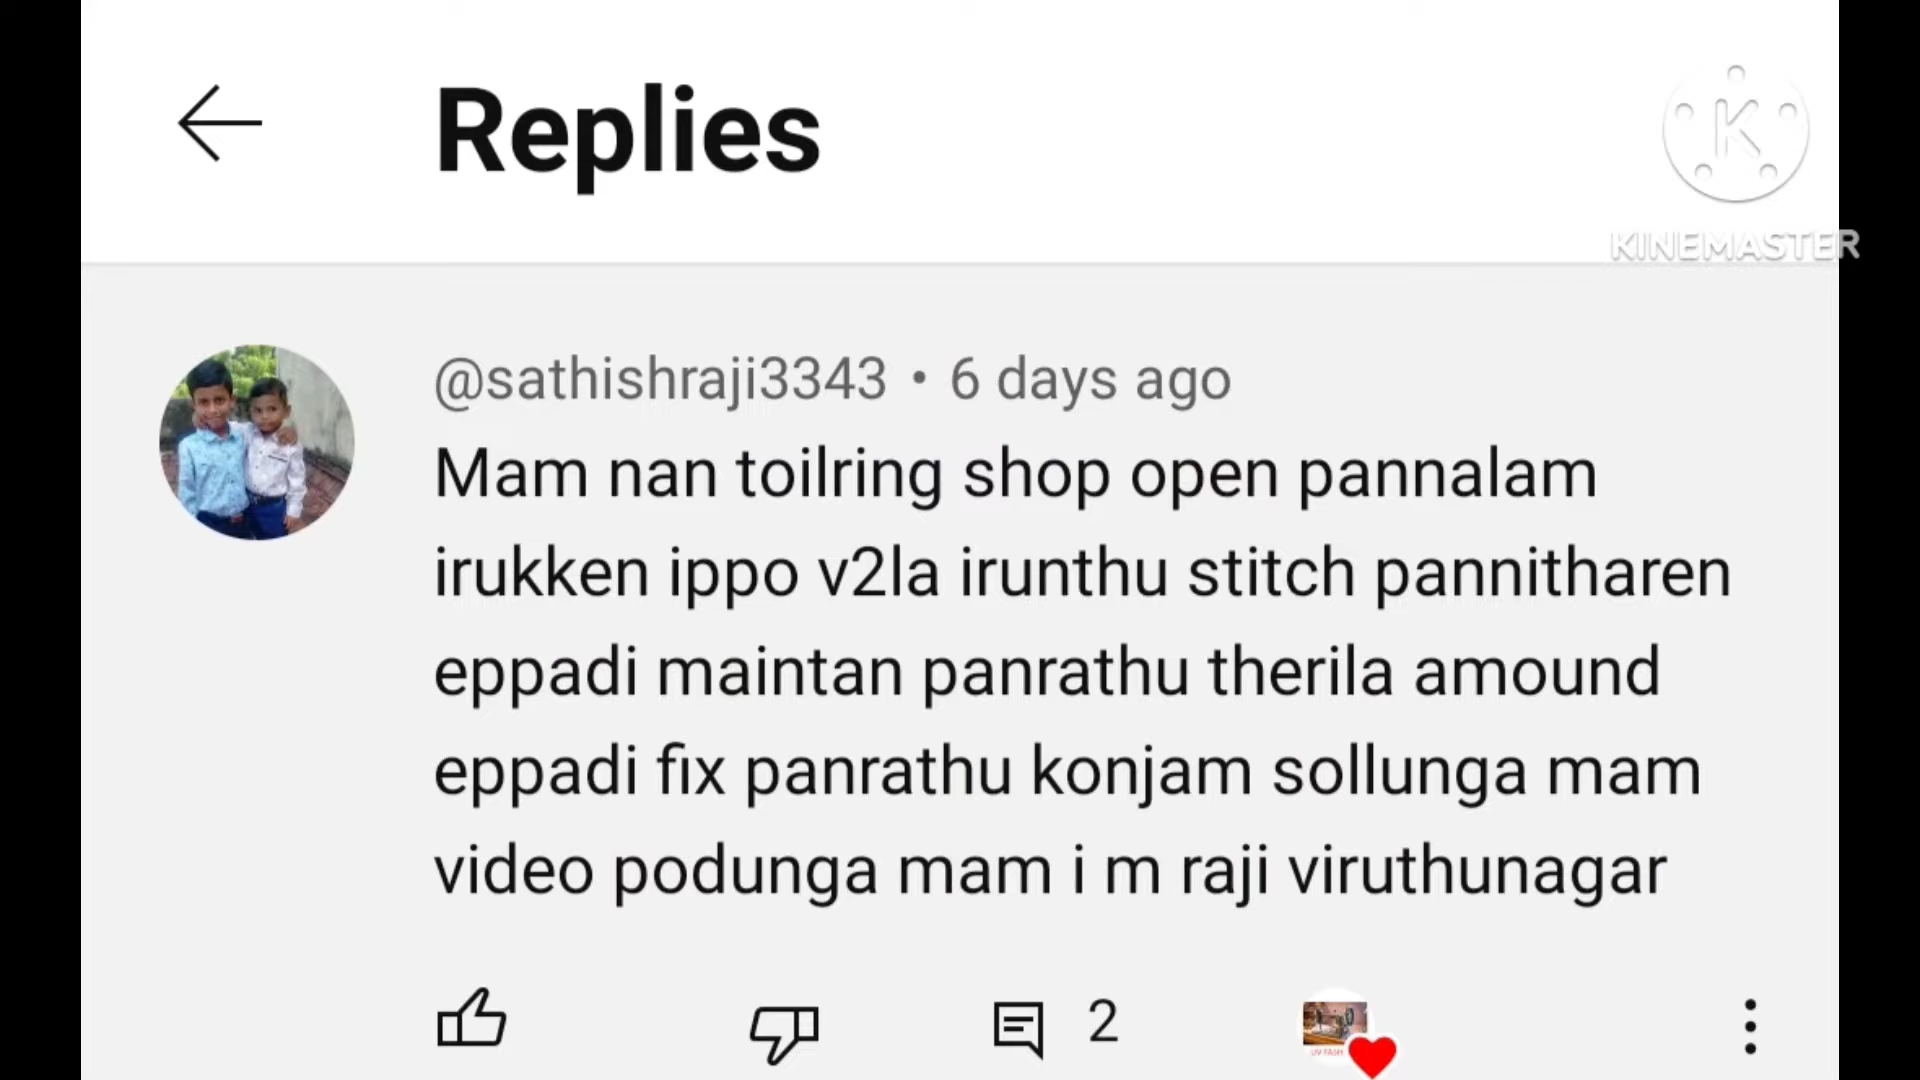 Replies
KINEMASTER
@sathishraji3343 • 6 days ago
Mam nan toilring shop open pannalam
irukken ippo v2la irunthu stitch pannitharen
eppadi maintan panrathu therila amound
eppadi fix panrathu konjam sollunga mam
video podunga mam i m raji viruthunagar
2